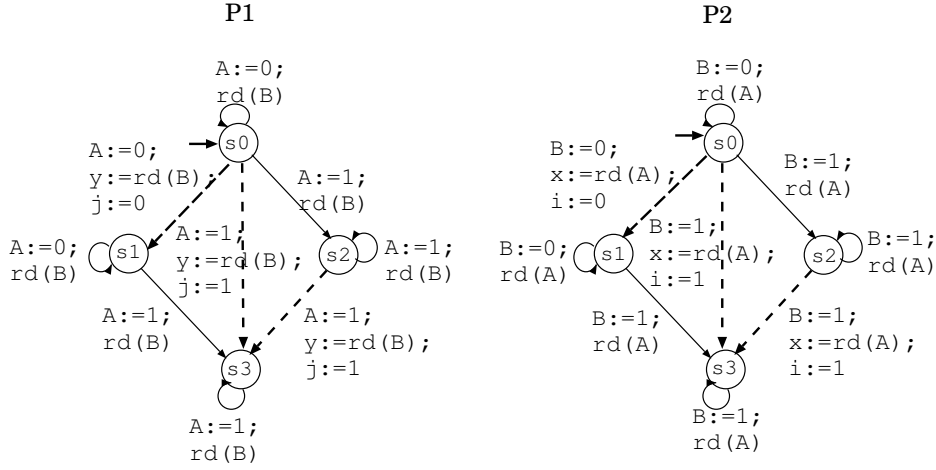 P1
A:=0;
rd(B)
s0
A:=0;
y:=rd(B);
j:=0
A:=1;
rd(B)
A:=0;
rd(B)
s1
A:=1;
y:=rd(B);
j:=1
s2
A:=1;
rd(B)
A:=1;
rd(B)
A:=1;
y:=rd(B);
j:=1
s3
A:=1;
rd(B)
P2
B:=0;
rd(A)
s0
B:=0;
x:=rd(A);
i:=0
B:=1;
rd(A)
B:=0;
rd(A)
s1
B:=1;
x:=rd(A);
i:=1
s2
B:=1;
rd(A)
B:=1;
rd(A)
B:=1;
x:=rd(A);
i:=1
s3
B:=1;
rd(A)